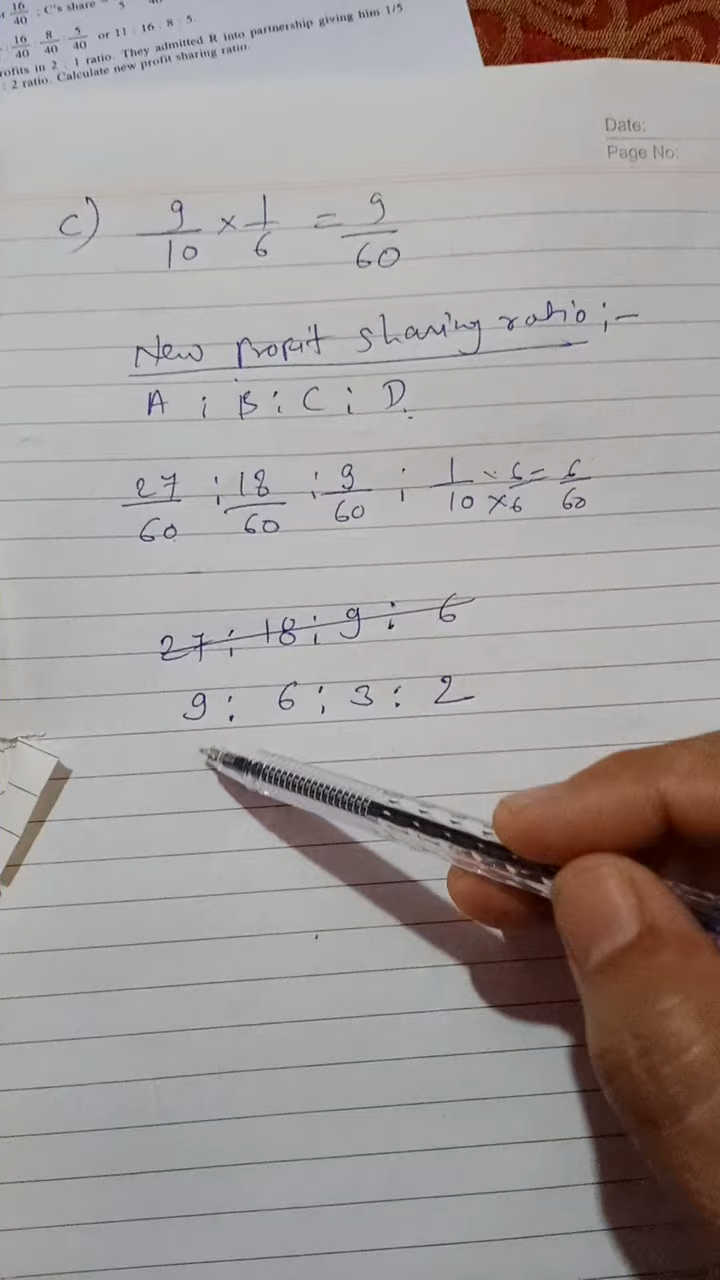 16/40 ; C's share = 5 40
16/40 8/40 : 5/40 or 11 : 16 : 8 : 5.
rofits in 2 : 1 ratio. They admitted R into partnership giving him 1/5
: 2 ratio. Calculate new profit sharing ratio.
Date:
Page No:
c) 9/10 × 1/6 = 9/60
New Profit sharing ratio ;-
A : B : C : D.
27/60 : 18/60 : 9/60 : 1/10 × 6/×6 = 6/60
27 : 18 : 9 : 6
9 : 6 : 3 : 2